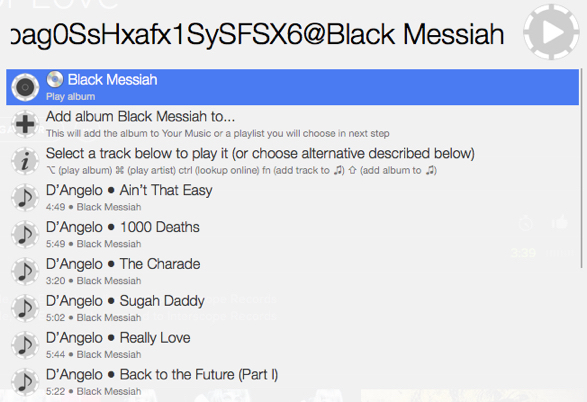 OF LOVE
bag0SsHxafx1SySFSX6@Black Messiah
Black Messiah
Play album
Add album Black Messiah to...
This will add the album to Your Music or a playlist you will choose in next step
Select a track below to play it (or choose alternative described below)
⌥ (play album) ⌘ (play artist) ctrl (lookup online) fn (add track to ♫) ⇧ (add album to ♫)
D'Angelo ● Ain't That Easy
4:49 ● Black Messiah
D'Angelo ● 1000 Deaths
5:49 ● Black Messiah
D'Angelo ● The Charade
3:20 ● Black Messiah
3:30
D'Angelo ● Sugah Daddy
5:02 ● Black Messiah
D'Angelo ● Really Love
5:44 ● Black Messiah
D'Angelo ● Back to the Future (Part I)
5:22 ● Black Messiah